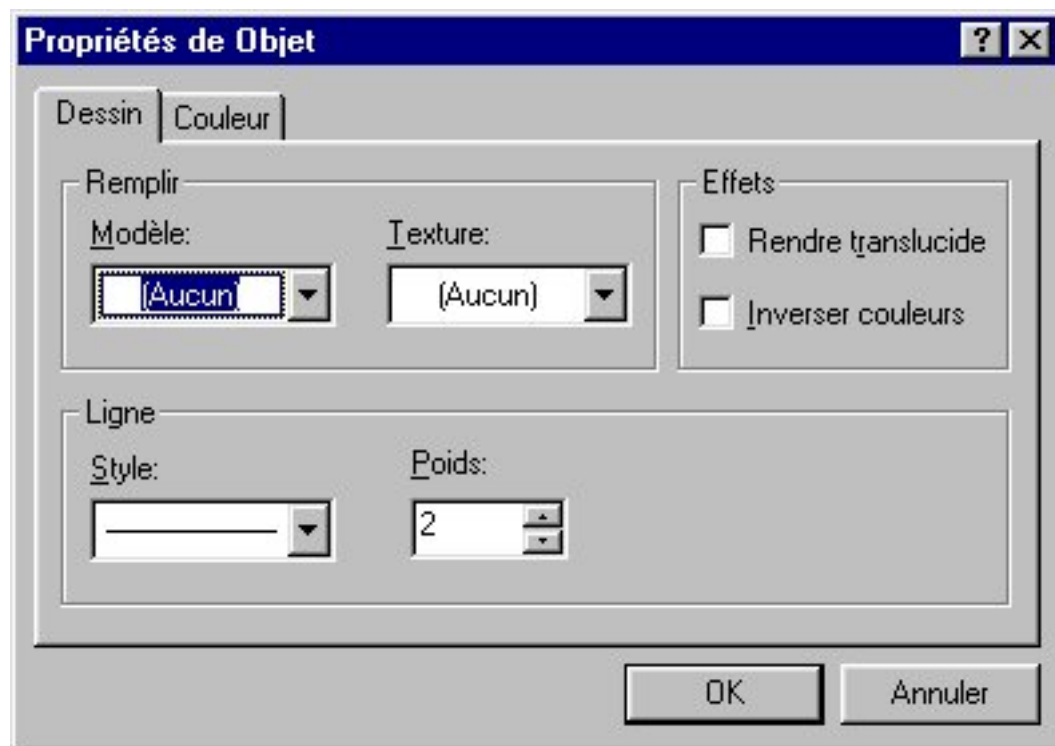 Propriétés de Objet
Dessin Couleur
Remplir
Modèle: Texture:
(Aucun) (Aucun)
Effets
Rendre translucide
Inverser couleurs
Ligne
Style: Poids:
2
OK Annuler